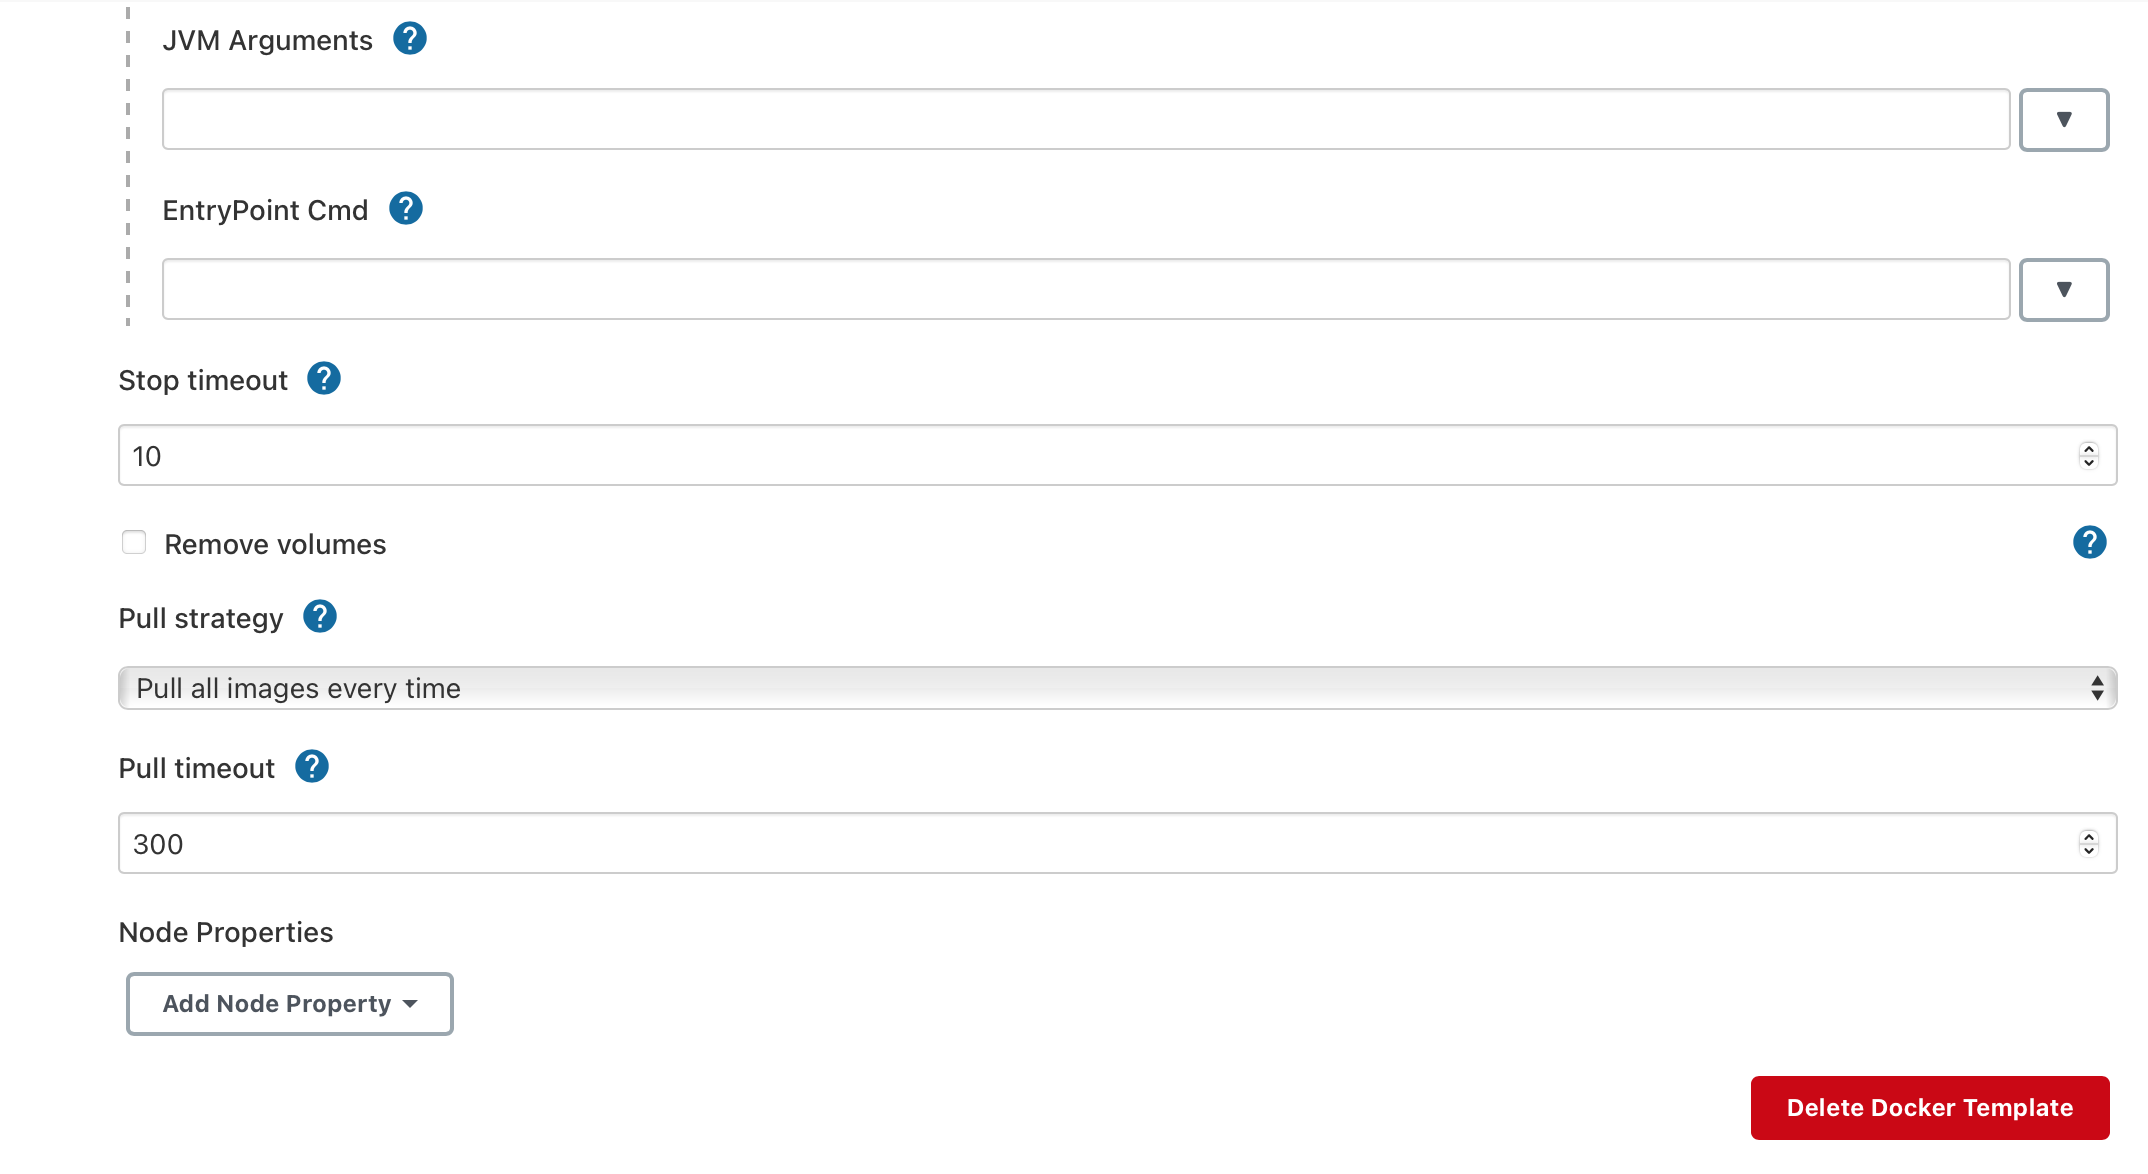 JVM Arguments ?
EntryPoint Cmd ?
Stop timeout ?
10
Remove volumes ?
Pull strategy ?
Pull all images every time
Pull timeout ?
300
Node Properties
Add Node Property
Delete Docker Template